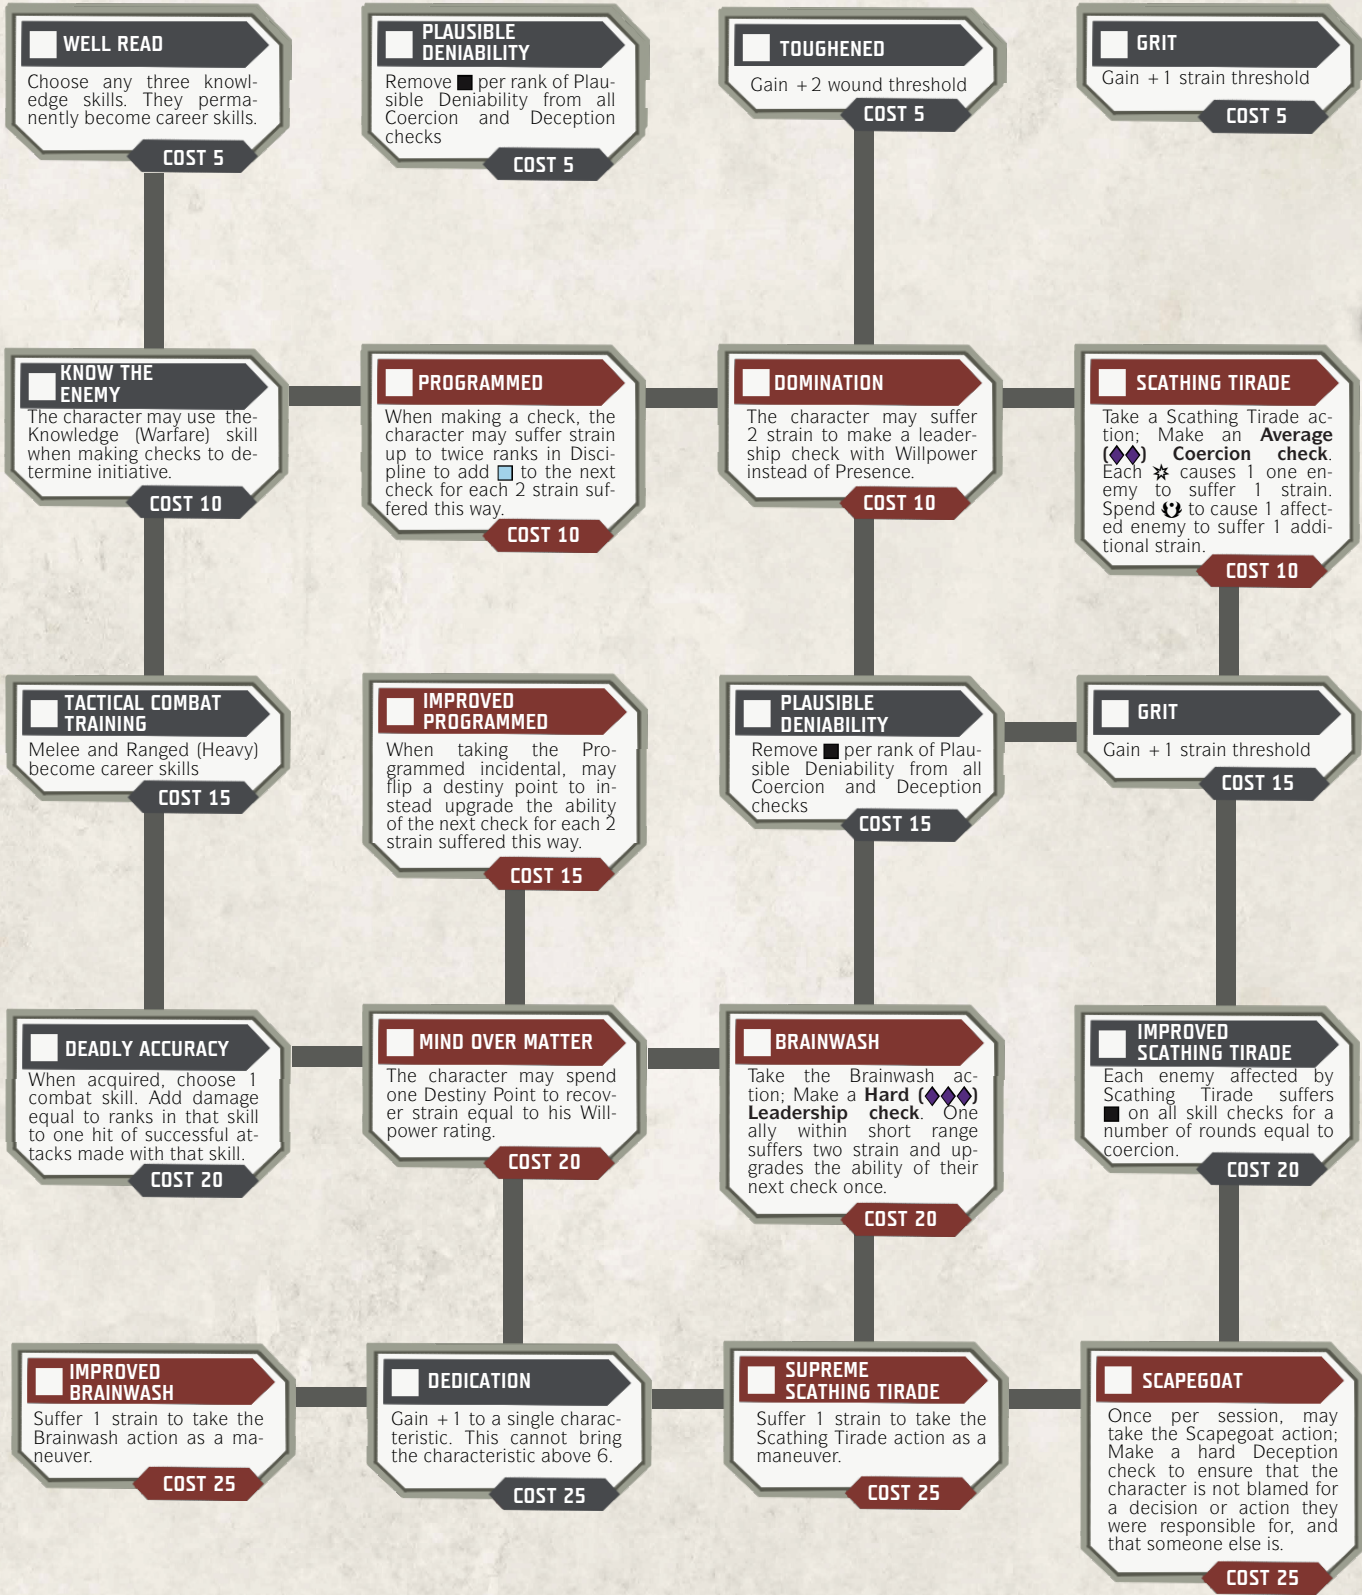 WELL READ
Choose any three knowl-
edge skills. They perma-
nently become career skills.
COST 5
PLAUSIBLE
DENIABILITY
Remove per rank of Plau-
sible Deniability from all
Coercion and Deception
checks
COST 5
TOUGHENED
Gain +2 wound threshold
COST 5
GRIT
Gain +1 strain threshold
COST 5
KNOW THE
ENEMY
The character may use the-
Knowledge (Warfare) skill
when making checks to de-
termine initiative.
COST 10
PROGRAMMED
When making a check, the
character may suffer strain
up to twice ranks in Disci-
pline to add to the next
check for each 2 strain suf-
fered this way.
COST 10
DOMINATION
The character may suffer
2 strain to make a leader-
ship check with Willpower
instead of Presence.
COST 10
SCATHING TIRADE
Take a Scathing Tirade ac-
tion; Make an Average
( ) Coercion check.
Each causes 1 one en-
emy to suffer 1 strain.
Spend to cause 1 affect-
ed enemy to suffer 1 addi-
tional strain.
COST 10
TACTICAL COMBAT
TRAINING
Melee and Ranged (Heavy)
become career skills
COST 15
IMPROVED
PROGRAMMED
When taking the Pro-
grammed incidental, may
flip a destiny point to in-
stead upgrade the ability
of the next check for each 2
strain suffered this way.
COST 15
PLAUSIBLE
DENIABILITY
Remove per rank of Plau-
sible Deniability from all
Coercion and Deception
checks
COST 15
GRIT
Gain +1 strain threshold
COST 15
DEADLY ACCURACY
When acquired, choose 1
combat skill. Add damage
equal to ranks in that skill
to one hit of successful at-
tacks made with that skill.
COST 20
MIND OVER MATTER
The character may spend
one Destiny Point to recov-
er strain equal to his Will-
power rating.
COST 20
BRAINWASH
Take the Brainwash ac-
tion; Make a Hard ( )
Leadership check. One
ally within short range
suffers two strain and up-
grades the ability of their
next check once.
COST 20
IMPROVED
SCATHING TIRADE
Each enemy affected by
Scathing Tirade suffers
on all skill checks for a
number of rounds equal to
coercion.
COST 20
IMPROVED
BRAINWASH
Suffer 1 strain to take the
Brainwash action as a ma-
neuver.
COST 25
DEDICATION
Gain +1 to a single charac-
teristic. This cannot bring
the characteristic above 6.
COST 25
SUPREME
SCATHING TIRADE
Suffer 1 strain to take the
Scathing Tirade action as a
maneuver.
COST 25
SCAPEGOAT
Once per session, may
take the Scapegoat action;
Make a hard Deception
check to ensure that the
character is not blamed for
a decision or action they
were responsible for, and
that someone else is.
COST 25